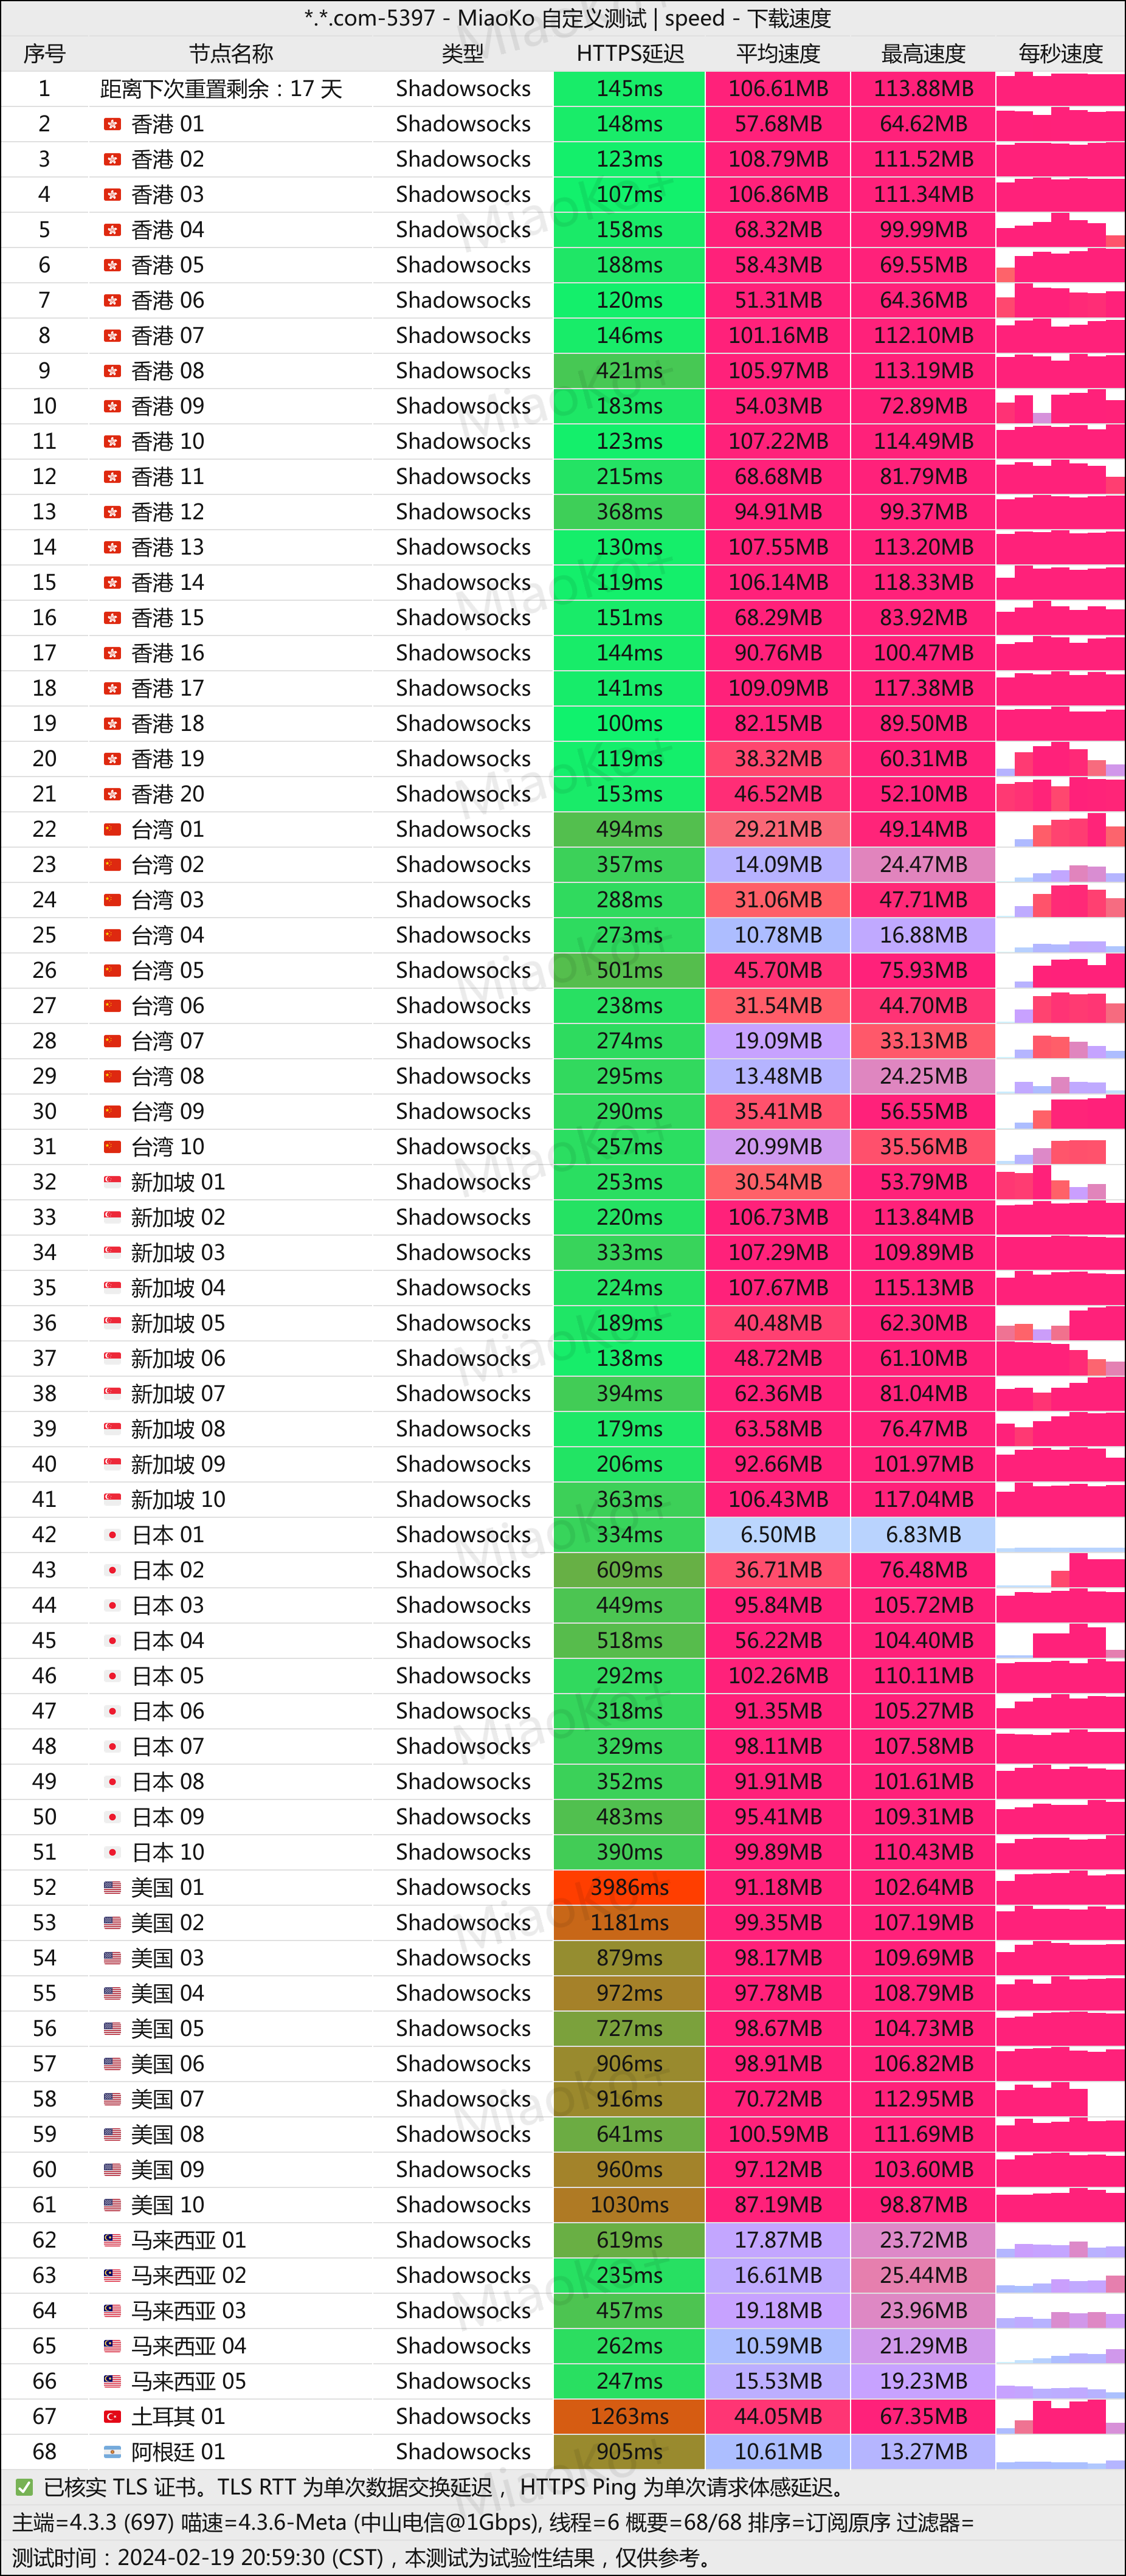 *.*.com-5397 - MiaoKo 自定义测试 | speed - 下载速度
序号 节点名称 类型 HTTPS延迟 平均速度 最高速度 每秒速度
1 距离下次重置剩余：17 天 Shadowsocks 145ms 106.61MB 113.88MB
2 香港 01 Shadowsocks 148ms 57.68MB 64.62MB
3 香港 02 Shadowsocks 123ms 108.79MB 111.52MB
4 香港 03 Shadowsocks 107ms 106.86MB 111.34MB
5 香港 04 Shadowsocks 158ms 68.32MB 99.99MB
6 香港 05 Shadowsocks 188ms 58.43MB 69.55MB
7 香港 06 Shadowsocks 120ms 51.31MB 64.36MB
8 香港 07 Shadowsocks 146ms 101.16MB 112.10MB
9 香港 08 Shadowsocks 421ms 105.97MB 113.19MB
10 香港 09 Shadowsocks 183ms 54.03MB 72.89MB
11 香港 10 Shadowsocks 123ms 107.22MB 114.49MB
12 香港 11 Shadowsocks 215ms 68.68MB 81.79MB
13 香港 12 Shadowsocks 368ms 94.91MB 99.37MB
14 香港 13 Shadowsocks 130ms 107.55MB 113.20MB
15 香港 14 Shadowsocks 119ms 106.14MB 118.33MB
16 香港 15 Shadowsocks 151ms 68.29MB 83.92MB
17 香港 16 Shadowsocks 144ms 90.76MB 100.47MB
18 香港 17 Shadowsocks 141ms 109.09MB 117.38MB
19 香港 18 Shadowsocks 100ms 82.15MB 89.50MB
20 香港 19 Shadowsocks 119ms 38.32MB 60.31MB
21 香港 20 Shadowsocks 153ms 46.52MB 52.10MB
22 台湾 01 Shadowsocks 494ms 29.21MB 49.14MB
23 台湾 02 Shadowsocks 357ms 14.09MB 24.47MB
24 台湾 03 Shadowsocks 288ms 31.06MB 47.71MB
25 台湾 04 Shadowsocks 273ms 10.78MB 16.88MB
26 台湾 05 Shadowsocks 501ms 45.70MB 75.93MB
27 台湾 06 Shadowsocks 238ms 31.54MB 44.70MB
28 台湾 07 Shadowsocks 274ms 19.09MB 33.13MB
29 台湾 08 Shadowsocks 295ms 13.48MB 24.25MB
30 台湾 09 Shadowsocks 290ms 35.41MB 56.55MB
31 台湾 10 Shadowsocks 257ms 20.99MB 35.56MB
32 新加坡 01 Shadowsocks 253ms 30.54MB 53.79MB
33 新加坡 02 Shadowsocks 220ms 106.73MB 113.84MB
34 新加坡 03 Shadowsocks 333ms 107.29MB 109.89MB
35 新加坡 04 Shadowsocks 224ms 107.67MB 115.13MB
36 新加坡 05 Shadowsocks 189ms 40.48MB 62.30MB
37 新加坡 06 Shadowsocks 138ms 48.72MB 61.10MB
38 新加坡 07 Shadowsocks 394ms 62.36MB 81.04MB
39 新加坡 08 Shadowsocks 179ms 63.58MB 76.47MB
40 新加坡 09 Shadowsocks 206ms 92.66MB 101.97MB
41 新加坡 10 Shadowsocks 363ms 106.43MB 117.04MB
42 日本 01 Shadowsocks 334ms 6.50MB 6.83MB
43 日本 02 Shadowsocks 609ms 36.71MB 76.48MB
44 日本 03 Shadowsocks 449ms 95.84MB 105.72MB
45 日本 04 Shadowsocks 518ms 56.22MB 104.40MB
46 日本 05 Shadowsocks 292ms 102.26MB 110.11MB
47 日本 06 Shadowsocks 318ms 91.35MB 105.27MB
48 日本 07 Shadowsocks 329ms 98.11MB 107.58MB
49 日本 08 Shadowsocks 352ms 91.91MB 101.61MB
50 日本 09 Shadowsocks 483ms 95.41MB 109.31MB
51 日本 10 Shadowsocks 390ms 99.89MB 110.43MB
52 美国 01 Shadowsocks 3986ms 91.18MB 102.64MB
53 美国 02 Shadowsocks 1181ms 99.35MB 107.19MB
54 美国 03 Shadowsocks 879ms 98.17MB 109.69MB
55 美国 04 Shadowsocks 972ms 97.78MB 108.79MB
56 美国 05 Shadowsocks 727ms 98.67MB 104.73MB
57 美国 06 Shadowsocks 906ms 98.91MB 106.82MB
58 美国 07 Shadowsocks 916ms 70.72MB 112.95MB
59 美国 08 Shadowsocks 641ms 100.59MB 111.69MB
60 美国 09 Shadowsocks 960ms 97.12MB 103.60MB
61 美国 10 Shadowsocks 1030ms 87.19MB 98.87MB
62 马来西亚 01 Shadowsocks 619ms 17.87MB 23.72MB
63 马来西亚 02 Shadowsocks 235ms 16.61MB 25.44MB
64 马来西亚 03 Shadowsocks 457ms 19.18MB 23.96MB
65 马来西亚 04 Shadowsocks 262ms 10.59MB 21.29MB
66 马来西亚 05 Shadowsocks 247ms 15.53MB 19.23MB
67 土耳其 01 Shadowsocks 1263ms 44.05MB 67.35MB
68 阿根廷 01 Shadowsocks 905ms 10.61MB 13.27MB
✅ 已核实 TLS 证书。TLS RTT 为单次数据交换延迟， HTTPS Ping 为单次请求体感延迟。
主端=4.3.3 (697) 喵速=4.3.6-Meta (中山电信@1Gbps), 线程=6 概要=68/68 排序=订阅原序 过滤器=
测试时间：2024-02-19 20:59:30 (CST)，本测试为试验性结果，仅供参考。